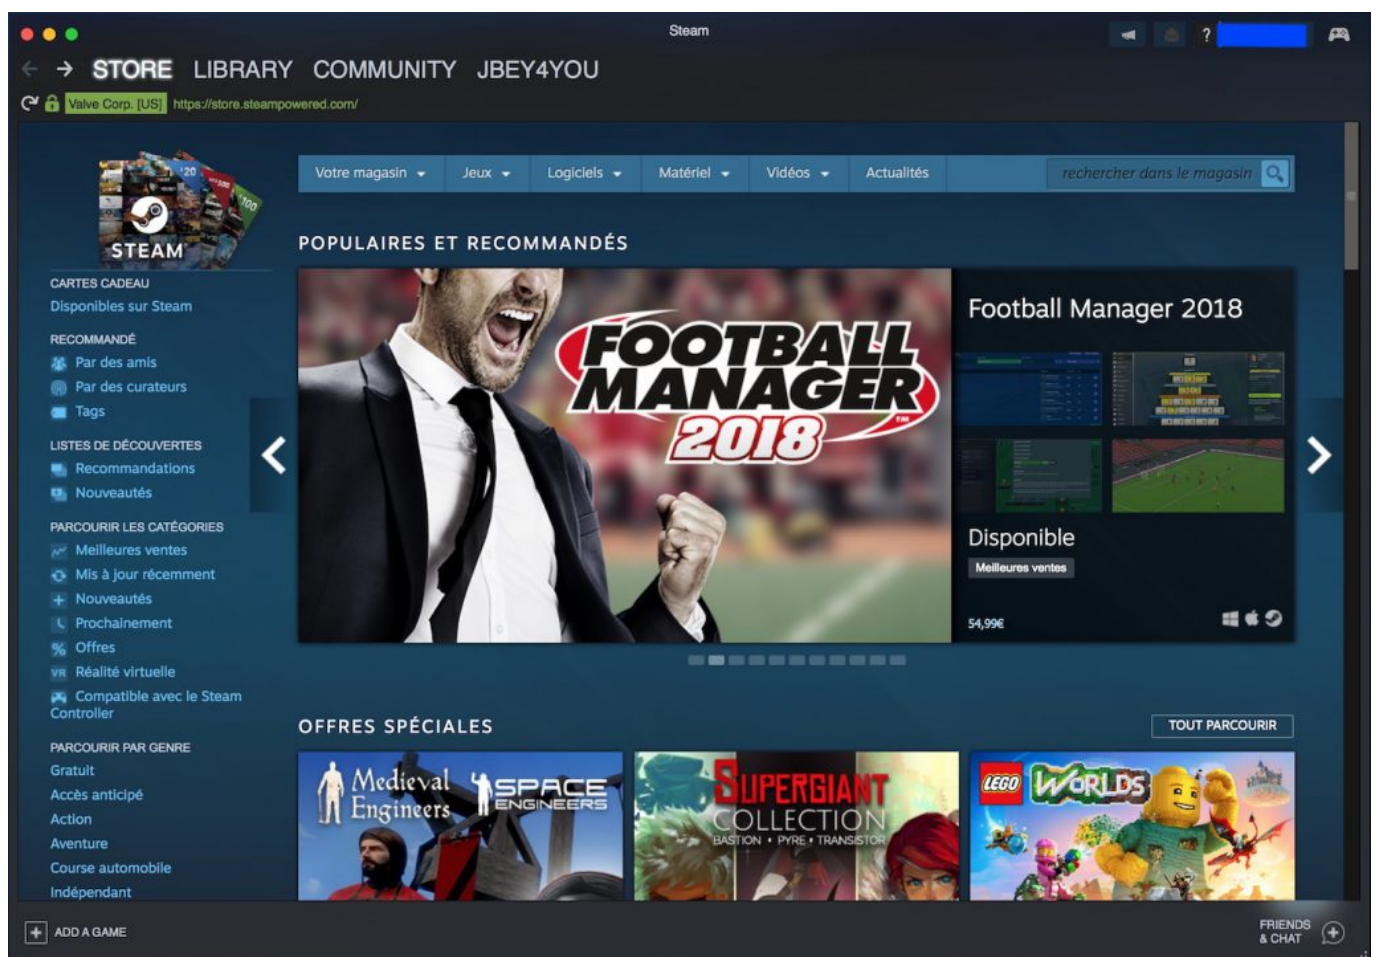 Steam
?
STORE LIBRARY COMMUNITY JBEY4YOU
Valve Corp. [US] https://store.steampowered.com/
Votre magasin Jeux Logiciels Matériel Vidéos Actualités rechercher dans le magasin
20
100
STEAM
CARTES CADEAU
Disponibles sur Steam
RECOMMANDÉ
Par des amis
Par des curateurs
Tags
LISTES DE DÉCOUVERTES
Recommandations
Nouveautés
PARCOURIR LES CATÉGORIES
Meilleures ventes
Mis à jour récemment
Nouveautés
Prochainement
% Offres
VR Réalité virtuelle
Compatible avec le Steam
Controller
PARCOURIR PAR GENRE
Gratuit
Accès anticipé
Action
Aventure
Course automobile
Indépendant
POPULAIRES ET RECOMMANDÉS
FOOTBALL
MANAGER
2018
Football Manager 2018
Disponible
Meilleures ventes
54,99€
OFFRES SPÉCIALES
TOUT PARCOURIR
Medieval
Engineers
SPACE
ENGINEERS
SUPERGIANT
COLLECTION
BASTION • PYRE • TRANSISTOR
LEGO WORLDS
ADD A GAME
FRIENDS
& CHAT